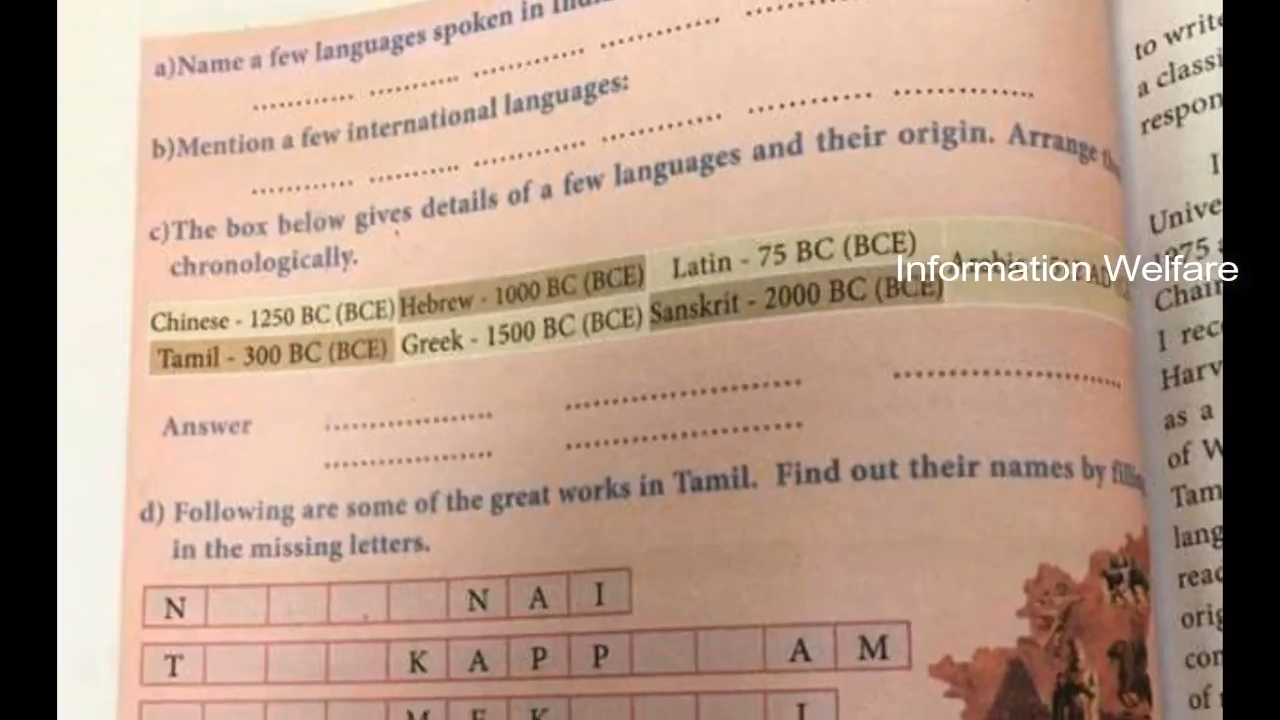 a)Name a few languages spoken in
b)Mention a few international languages:
c)The box below gives details of a few languages and their origin. Arrange
chronologically.
Chinese - 1250 BC (BCE) Hebrew - 1000 BC (BCE) Latin - 75 BC (BCE)
Tamil - 300 BC (BCE) Greek - 1500 BC (BCE) Sanskrit - 2000 BC (BCE)
Information Welfare
Answer
d) Following are some of the great works in Tamil. Find out their names by
in the missing letters.
N N A I
T K A P P A M
M E K I
to write
a classi
respon
I
Unive
1975
Chair
I rec
Harv
as a
of W
Tam
lang
read
orig
con
of